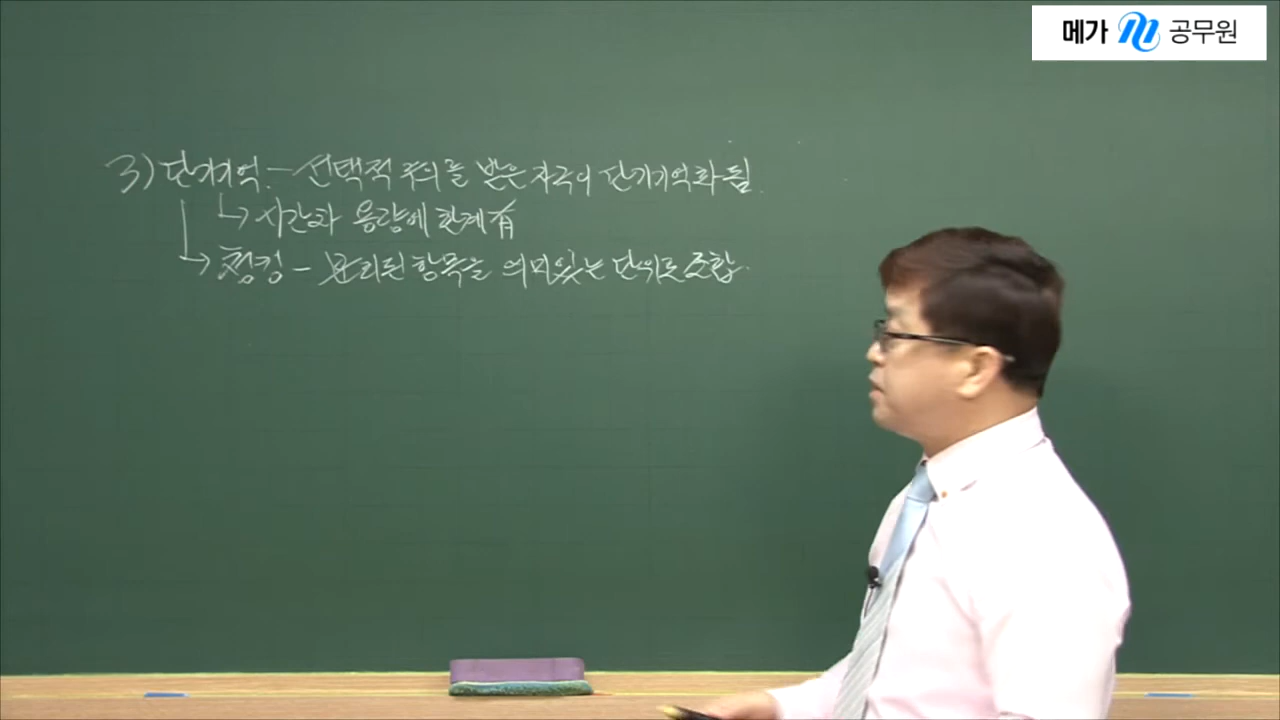 메가 공무원
3) 단기기억. - 선택적 주의를 받은 자극이 단기기억화 됨.
↳ 시간과 용량에 한계 有
↳ 청킹 - 분리된 항목을 의미있는 단위로 조합.